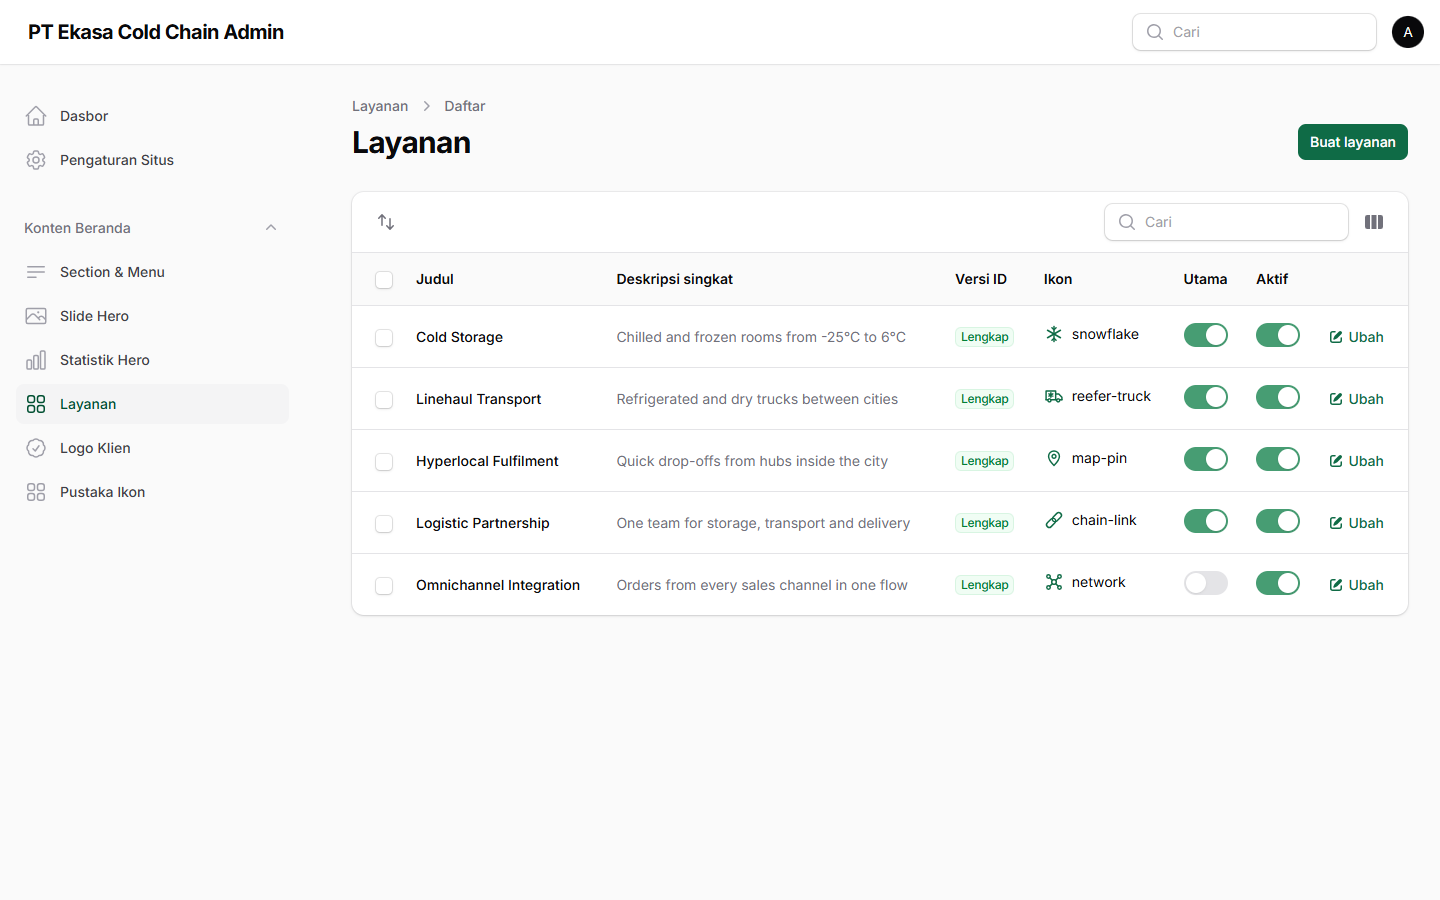 PT Ekasa Cold Chain Admin
Cari
A
Dasbor
Pengaturan Situs
Konten Beranda
Section & Menu
Slide Hero
Statistik Hero
Layanan
Logo Klien
Pustaka Ikon
Layanan > Daftar
Layanan
Buat layanan
Cari
Judul Deskripsi singkat Versi ID Ikon Utama Aktif
Cold Storage Chilled and frozen rooms from -25°C to 6°C Lengkap snowflake Ubah
Linehaul Transport Refrigerated and dry trucks between cities Lengkap reefer-truck Ubah
Hyperlocal Fulfilment Quick drop-offs from hubs inside the city Lengkap map-pin Ubah
Logistic Partnership One team for storage, transport and delivery Lengkap chain-link Ubah
Omnichannel Integration Orders from every sales channel in one flow Lengkap network Ubah